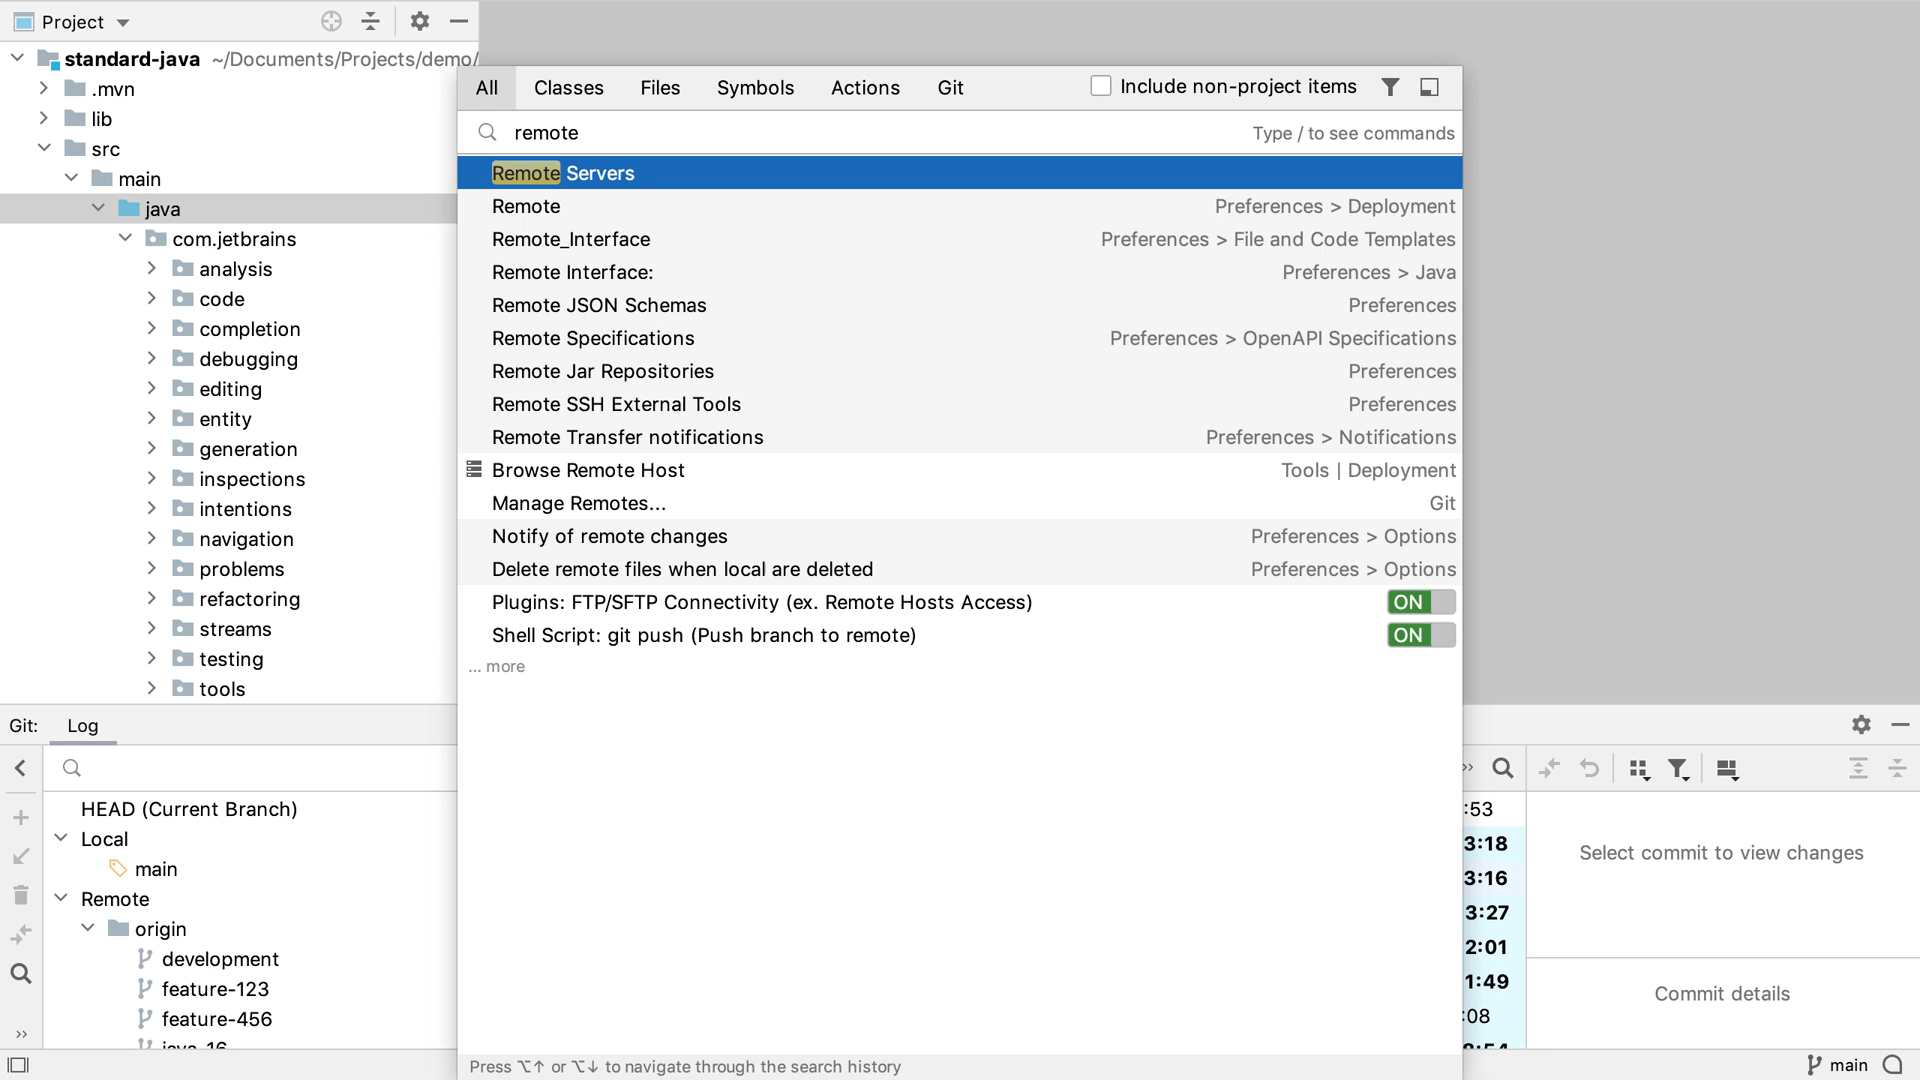 Project
standard-java ~/Documents/Projects/demo/
.mvn
lib
src
main
java
com.jetbrains
analysis
code
completion
debugging
editing
entity
generation
inspections
intentions
navigation
problems
refactoring
streams
testing
tools
All Classes Files Symbols Actions Git Include non-project items
remote Type / to see commands
Remote Servers
Remote Preferences > Deployment
Remote_Interface Preferences > File and Code Templates
Remote Interface: Preferences > Java
Remote JSON Schemas Preferences
Remote Specifications Preferences > OpenAPI Specifications
Remote Jar Repositories Preferences
Remote SSH External Tools Preferences
Remote Transfer notifications Preferences > Notifications
Browse Remote Host Tools | Deployment
Manage Remotes... Git
Notify of remote changes Preferences > Options
Delete remote files when local are deleted Preferences > Options
Plugins: FTP/SFTP Connectivity (ex. Remote Hosts Access) ON
Shell Script: git push (Push branch to remote) ON
... more
Press ⌥↑ or ⌥↓ to navigate through the search history
Git: Log
HEAD (Current Branch)
Local
main
Remote
origin
development
feature-123
feature-456
java-16
:53
3:18
3:16
3:27
2:01
1:49
:08
Select commit to view changes
Commit details
main